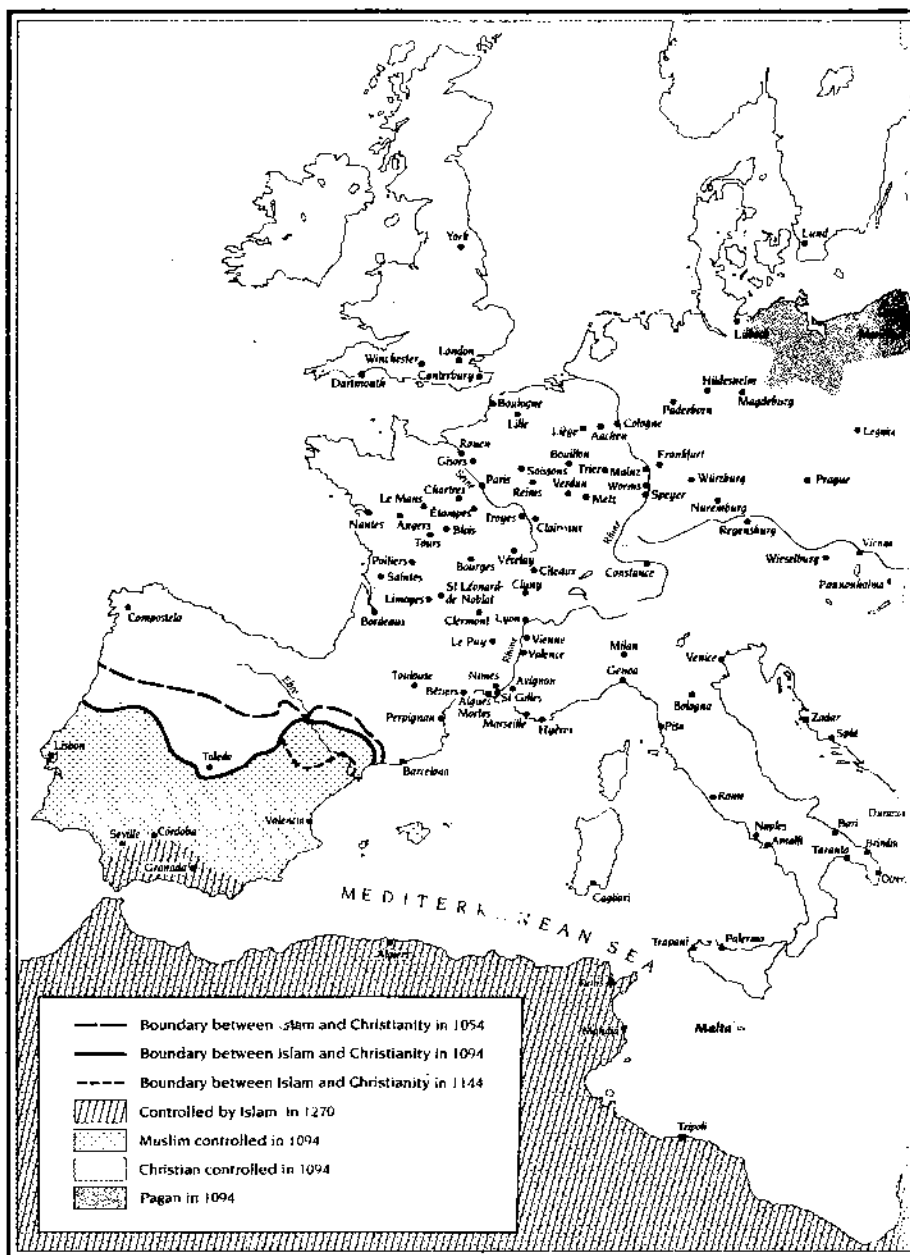 York
Lund
Lübeck
London
Winchester
Canterbury
Dartmouth
Hildesheim
Magdeburg
Paderborn
Boulogne
Lille
Cologne
Liège
Aachen
Legnica
Rouen
Gisors
Bouillon
Frankfurt
Soissons
Trier
Mainz
Paris
Reims
Verdun
Worms
Würzburg
Prague
Chartres
Metz
Speyer
Le Mans
Étampes
Nuremburg
Nantes
Angers
Blois
Troyes
Clairvaux
Regensburg
Tours
Rhine
Vienna
Poitiers
Bourges
Vézelay
Cîteaux
Constance
Wieselburg
Saintes
Cluny
Pannonhalma
Limoges
St Léonard-
de Noblat
Compostela
Bordeaux
Clermont
Lyon
Le Puy
Vienne
Valence
Rhône
Milan
Venice
Genoa
Ebro
Toulouse
Nîmes
Avignon
Béziers
St Gilles
Aigues
Mortes
Bologna
Perpignan
Marseille
Hyères
Pisa
Zadar
Split
Lisbon
Toledo
Barcelona
Rome
Valencia
Durazzo
Seville
Córdoba
Naples
Bari
Amalfi
Brindisi
Taranto
Granada
Otranto
Cagliari
MEDITERRANEAN SEA
Trapani
Palermo
Algiers
Tunis
Mahdia
Malta
Tripoli
Boundary between Islam and Christianity in 1054
Boundary between Islam and Christianity in 1094
Boundary between Islam and Christianity in 1144
Controlled by Islam in 1270
Muslim controlled in 1094
Christian controlled in 1094
Pagan in 1094